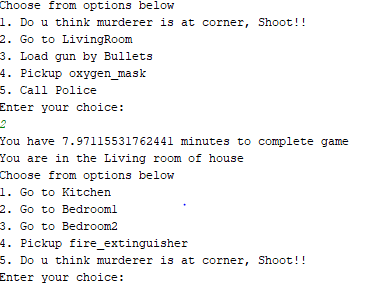 Choose from options below
1. Do u think murderer is at corner, Shoot!!
2. Go to LivingRoom
3. Load gun by Bullets
4. Pickup oxygen_mask
5. Call Police
Enter your choice:
2
You have 7.97115531762441 minutes to complete game
You are in the Living room of house
Choose from options below
1. Go to Kitchen
2. Go to Bedroom1
3. Go to Bedroom2
4. Pickup fire_extinguisher
5. Do u think murderer is at corner, Shoot!!
Enter your choice: